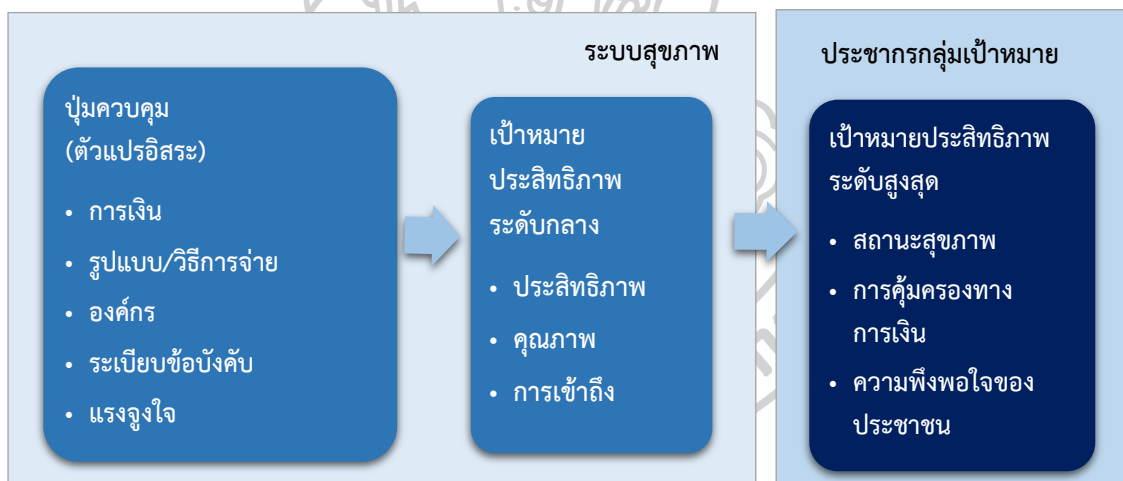 ระบบสุขภาพ
ปุ่มควบคุม
(ตัวแปรอิสระ)
• การเงิน
• รูปแบบ/วิธีการจ่าย
• องค์กร
• ระเบียบข้อบังคับ
• แรงจูงใจ
เป้าหมาย
ประสิทธิภาพ
ระดับกลาง
• ประสิทธิภาพ
• คุณภาพ
• การเข้าถึง
ประชากรกลุ่มเป้าหมาย
เป้าหมายประสิทธิภาพ
ระดับสูงสุด
• สถานะสุขภาพ
• การคุ้มครองทาง
การเงิน
• ความพึงพอใจของ
ประชาชน